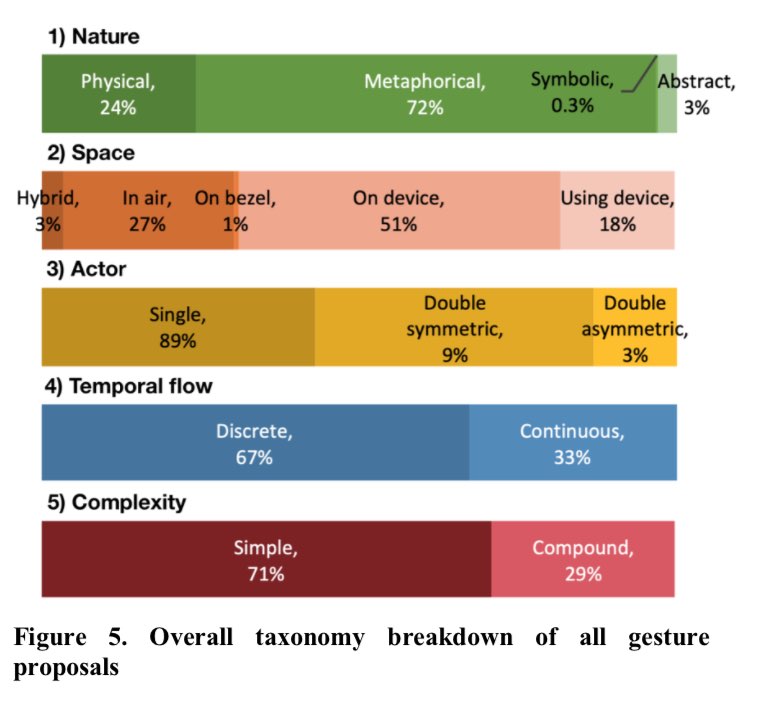 1) Nature
Physical, Metaphorical, Symbolic, Abstract,
24% 72% 0.3% 3%
2) Space
Hybrid, In air, On bezel, On device, Using device,
3% 27% 1% 51% 18%
3) Actor
Single,
89%
Double
symmetric,
9%
Double
asymmetric,
3%
4) Temporal flow
Discrete, Continuous,
67% 33%
5) Complexity
Simple, Compound,
71% 29%
Figure 5. Overall taxonomy breakdown of all gesture
proposals